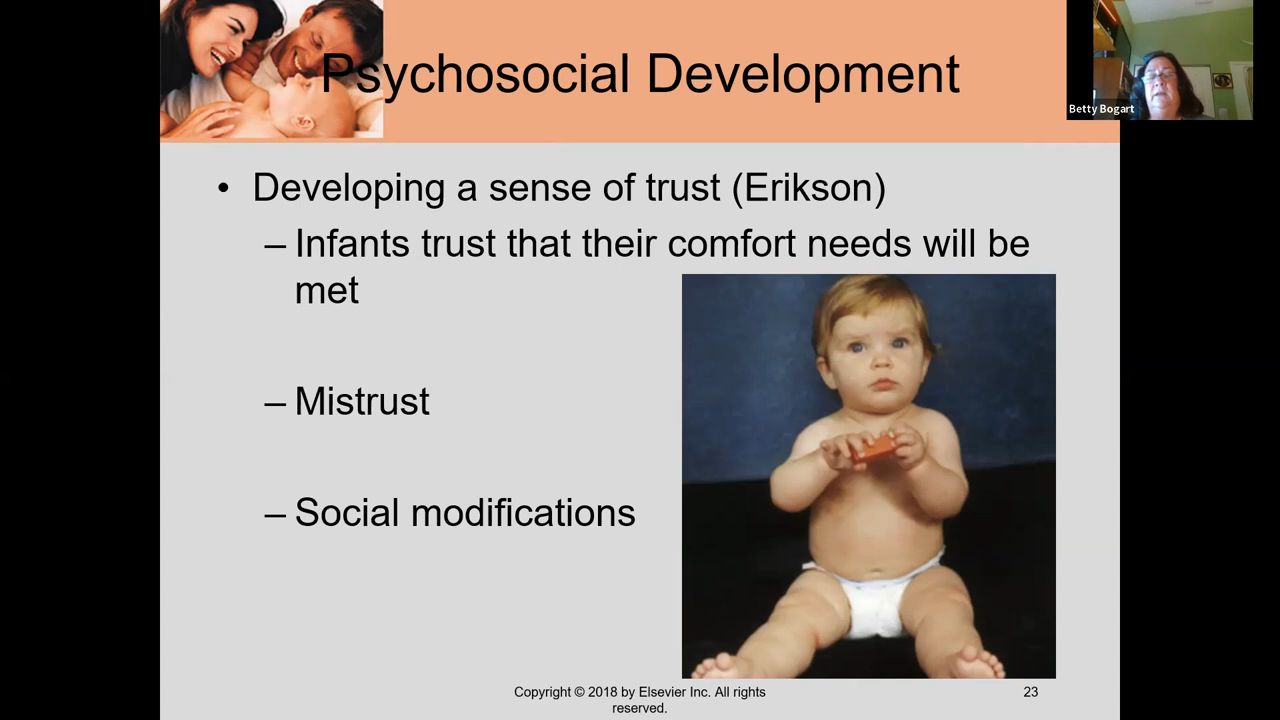 Psychosocial Development
Betty Bogart
• Developing a sense of trust (Erikson)
– Infants trust that their comfort needs will be
met
– Mistrust
– Social modifications
Copyright © 2018 by Elsevier Inc. All rights
reserved.
23